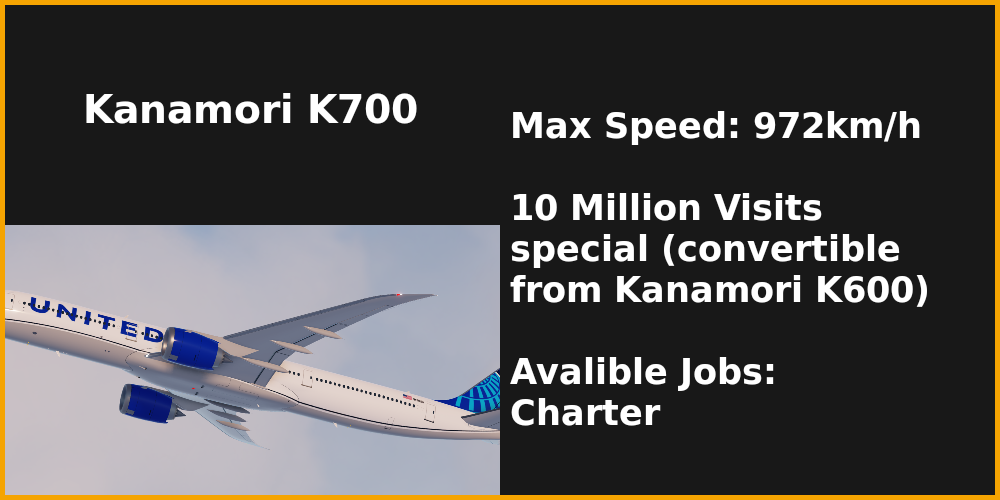 Kanamori K700
Max Speed: 972km/h
10 Million Visits
special (convertible
from Kanamori K600)
Avalible Jobs:
Charter
UNITED